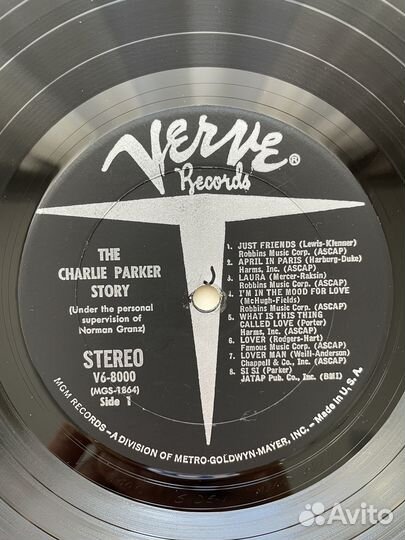 VERVE®
Records
THE
CHARLIE PARKER
STORY
(Under the personal
supervision of
Norman Granz)
STEREO
V6-8000
(MGS-1864)
Side 1
1. JUST FRIENDS (Lewis-Klenner)
Robbins Music Corp. (ASCAP)
2. APRIL IN PARIS (Harburg-Duke)
Harms, Inc. (ASCAP)
3. LAURA (Mercer-Raksin)
Robbins Music Corp. (ASCAP)
4. I'M IN THE MOOD FOR LOVE
(McHugh-Fields)
Robbins Music Corp. (ASCAP)
5. WHAT IS THIS THING
CALLED LOVE (Porter)
Harms, Inc. (ASCAP)
6. LOVER (Rodgers-Hart)
Famous Music Corp. (ASCAP)
7. LOVER MAN (Weill-Anderson)
Chappell & Co., Inc. (ASCAP)
8. SI SI (Parker)
JATAP Pub. Co., Inc. (BMI)
MGM RECORDS—A DIVISION OF METRO-GOLDWYN-MAYER, INC.—Made in U.S.A.
Avito